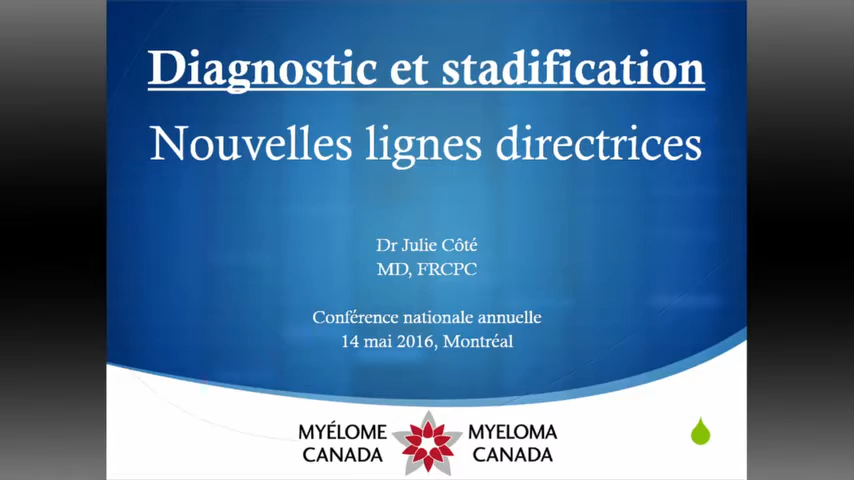 Diagnostic et stadification
Nouvelles lignes directrices
Dr Julie Côté
MD, FRCPC
Conférence nationale annuelle
14 mai 2016, Montréal
MYÉLOME CANADA
MYELOMA CANADA